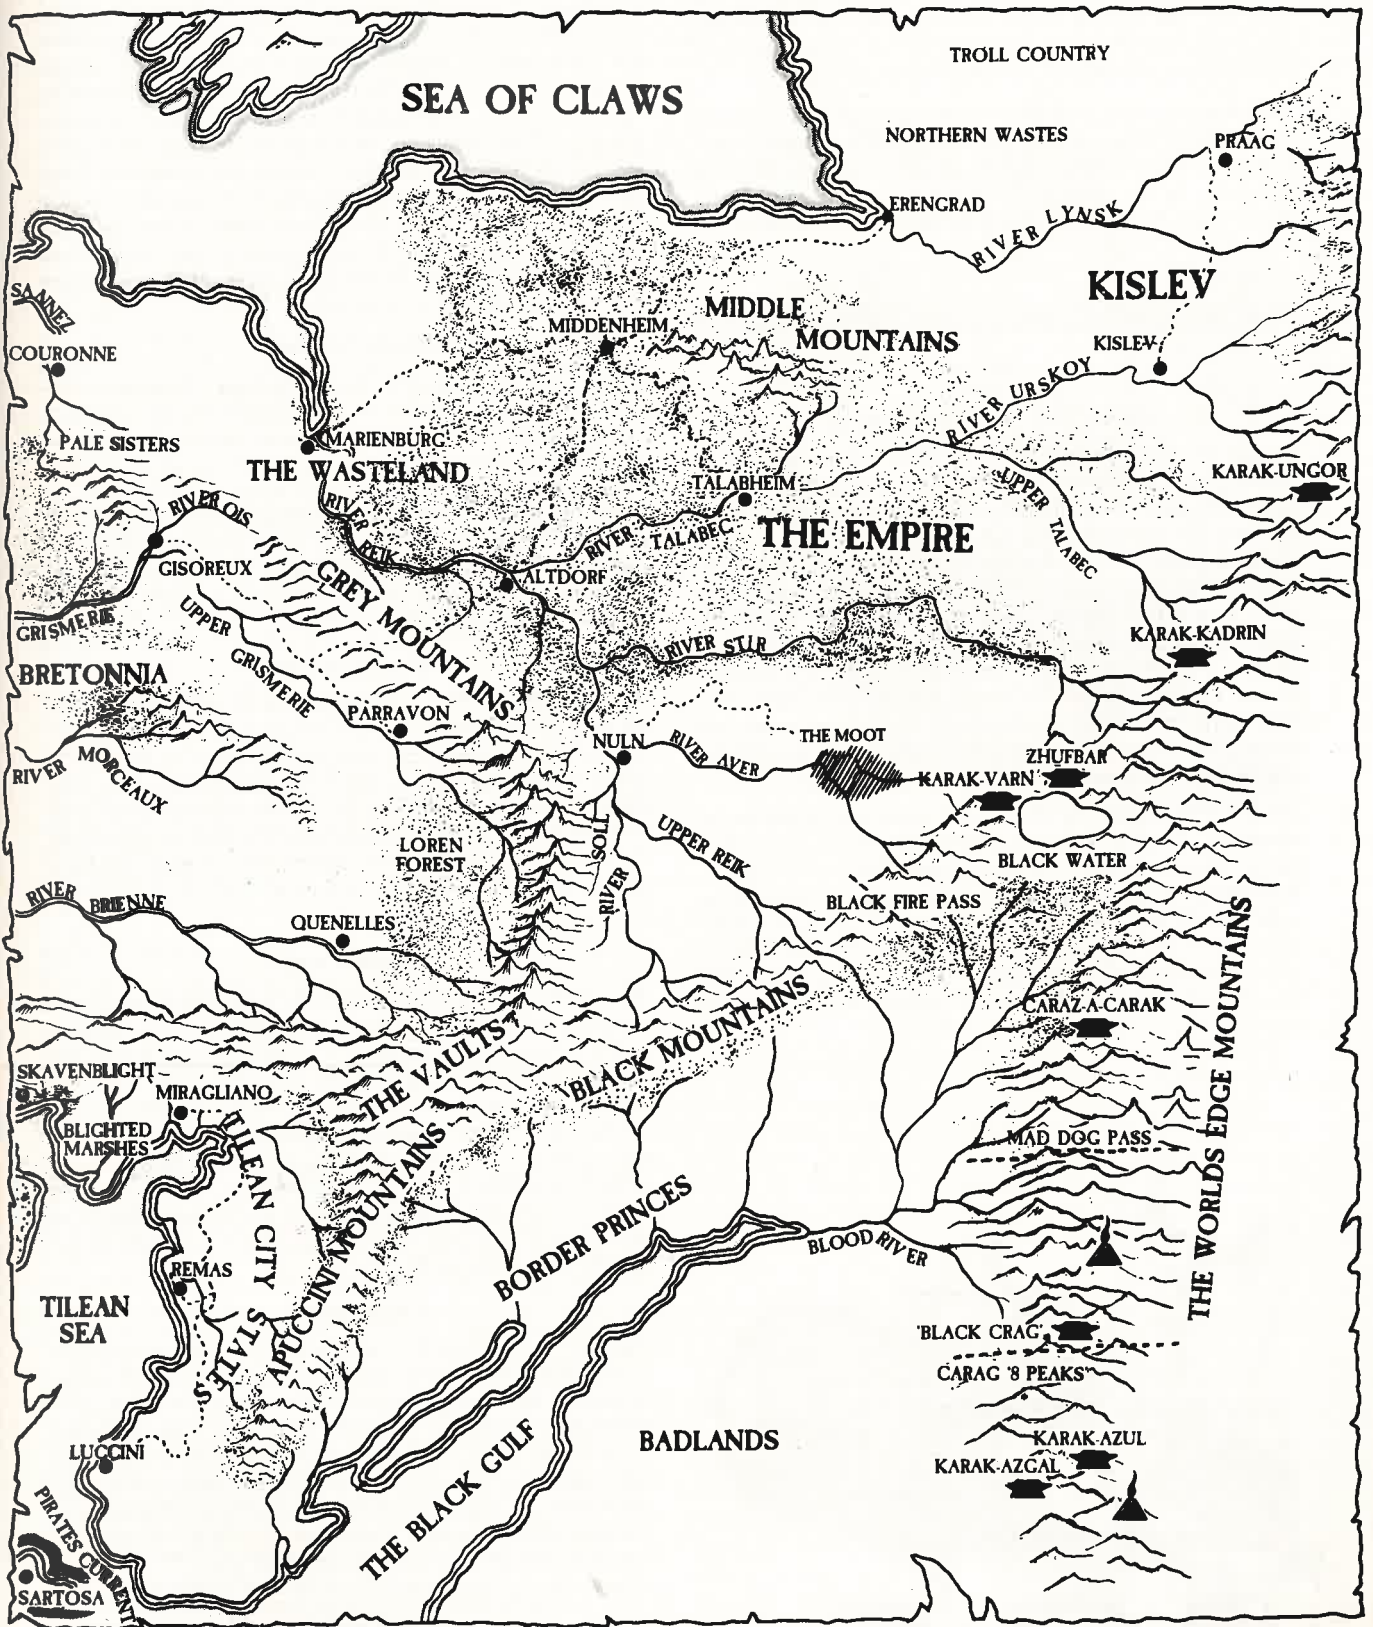 TROLL COUNTRY
SEA OF CLAWS
NORTHERN WASTES
PRAAG
ERENGRAD
RIVER LYNSK
KISLEV
SANNEZ
MIDDLE
MOUNTAINS
MIDDENHEIM
KISLEV
COURONNE
RIVER URSKOY
PALE SISTERS
MARIENBURG
THE WASTELAND
KARAK-UNGOR
TALABHEIM
UPPER TALABEC
RIVER OIS
RIVER REIK
RIVER TALABEC
THE EMPIRE
GISOREUX
ALTDORF
GREY MOUNTAINS
GRISMERIE
UPPER GRISMERIE
KARAK-KADRIN
RIVER STIR
BRETONNIA
PARRAVON
NULN
RIVER AVER
THE MOOT
ZHUFBAR
KARAK-VARN
RIVER MORCEAUX
LOREN
FOREST
SOLL
RIVER
UPPER REIK
BLACK WATER
RIVER BRIENNE
BLACK FIRE PASS
QUENELLES
CARAZ-A-CARAK
THE WORLDS EDGE MOUNTAINS
THE VAULTS
BLACK MOUNTAINS
SKAVENBLIGHT
MIRAGLIANO
BLIGHTED
MARSHES
MAD DOG PASS
TILEAN CITY STATES
APUCCINI MOUNTAINS
BORDER PRINCES
BLOOD RIVER
REMAS
TILEAN
SEA
'BLACK CRAG'
CARAG '8 PEAKS'
LUCCINI
BADLANDS
KARAK-AZUL
KARAK-AZGAL
THE BLACK GULF
PIRATES CURRENT
SARTOSA